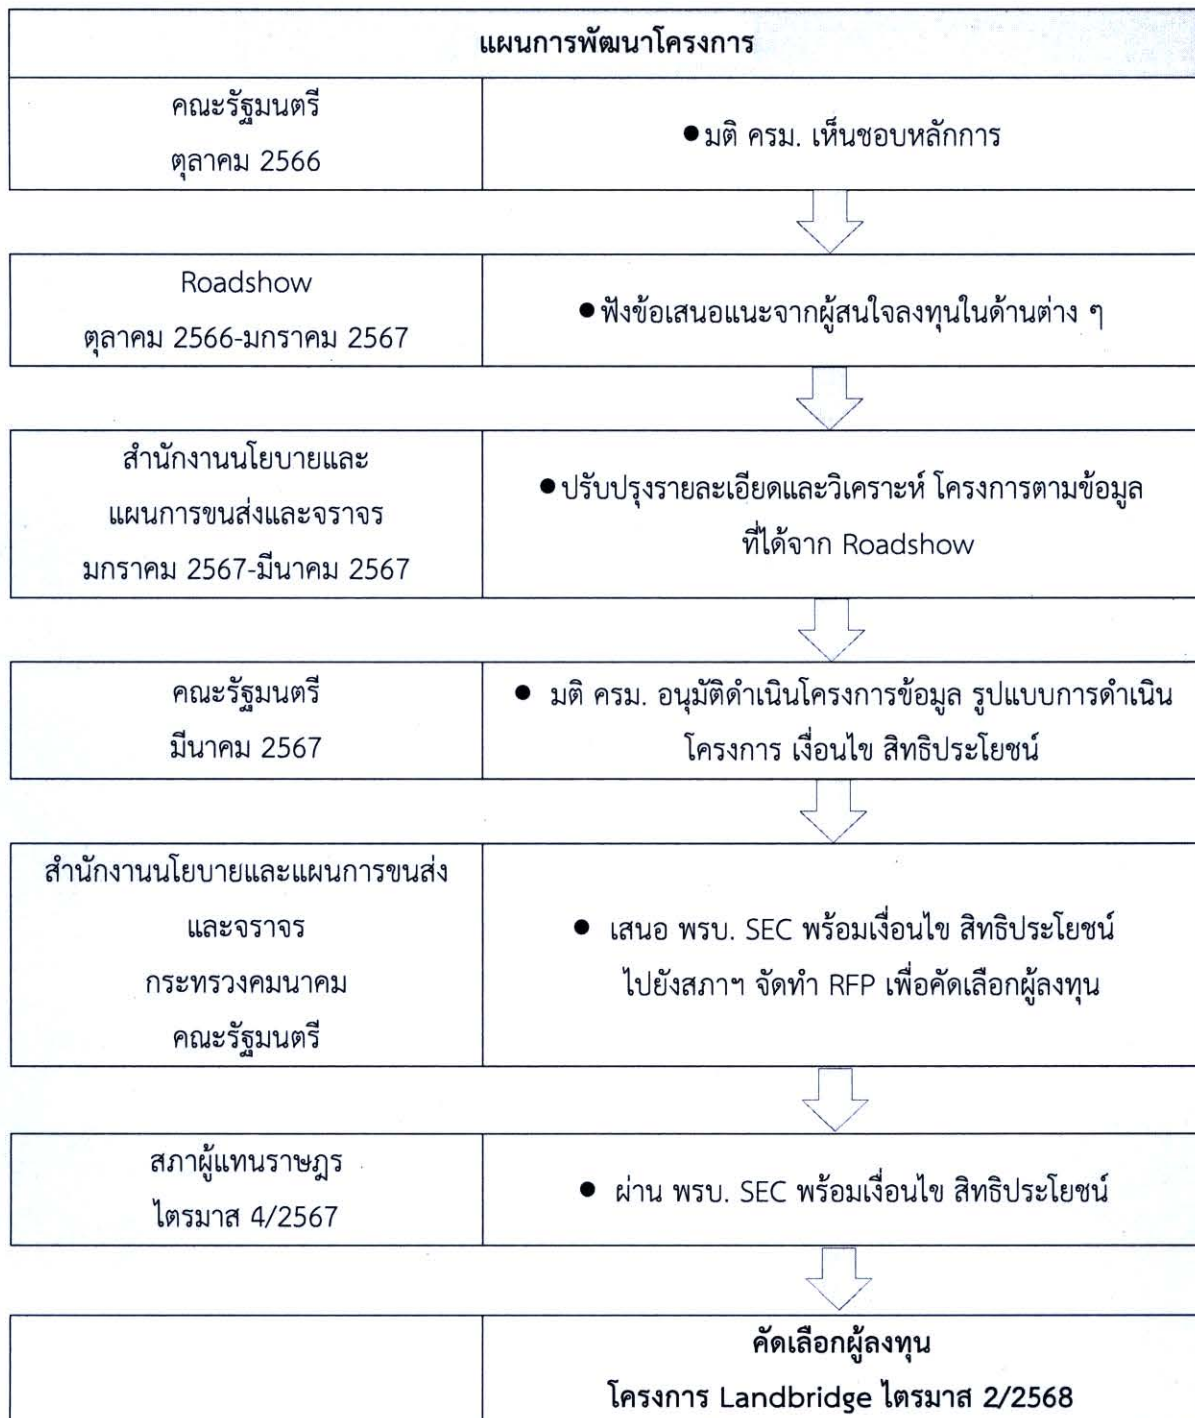 แผนการพัฒนาโครงการ
คณะรัฐมนตรี
ตุลาคม 2566
● มติ ครม. เห็นชอบหลักการ
Roadshow
ตุลาคม 2566-มกราคม 2567
● ฟังข้อเสนอแนะจากผู้สนใจลงทุนในด้านต่าง ๆ
สำนักงานนโยบายและ
แผนการขนส่งและจราจร
มกราคม 2567-มีนาคม 2567
● ปรับปรุงรายละเอียดและวิเคราะห์ โครงการตามข้อมูล
ที่ได้จาก Roadshow
คณะรัฐมนตรี
มีนาคม 2567
● มติ ครม. อนุมัติดำเนินโครงการข้อมูล รูปแบบการดำเนิน
โครงการ เงื่อนไข สิทธิประโยชน์
สำนักงานนโยบายและแผนการขนส่ง
และจราจร
กระทรวงคมนาคม
คณะรัฐมนตรี
● เสนอ พรบ. SEC พร้อมเงื่อนไข สิทธิประโยชน์
ไปยังสภาฯ จัดทำ RFP เพื่อคัดเลือกผู้ลงทุน
สภาผู้แทนราษฎร
ไตรมาส 4/2567
● ผ่าน พรบ. SEC พร้อมเงื่อนไข สิทธิประโยชน์
คัดเลือกผู้ลงทุน
โครงการ Landbridge ไตรมาส 2/2568